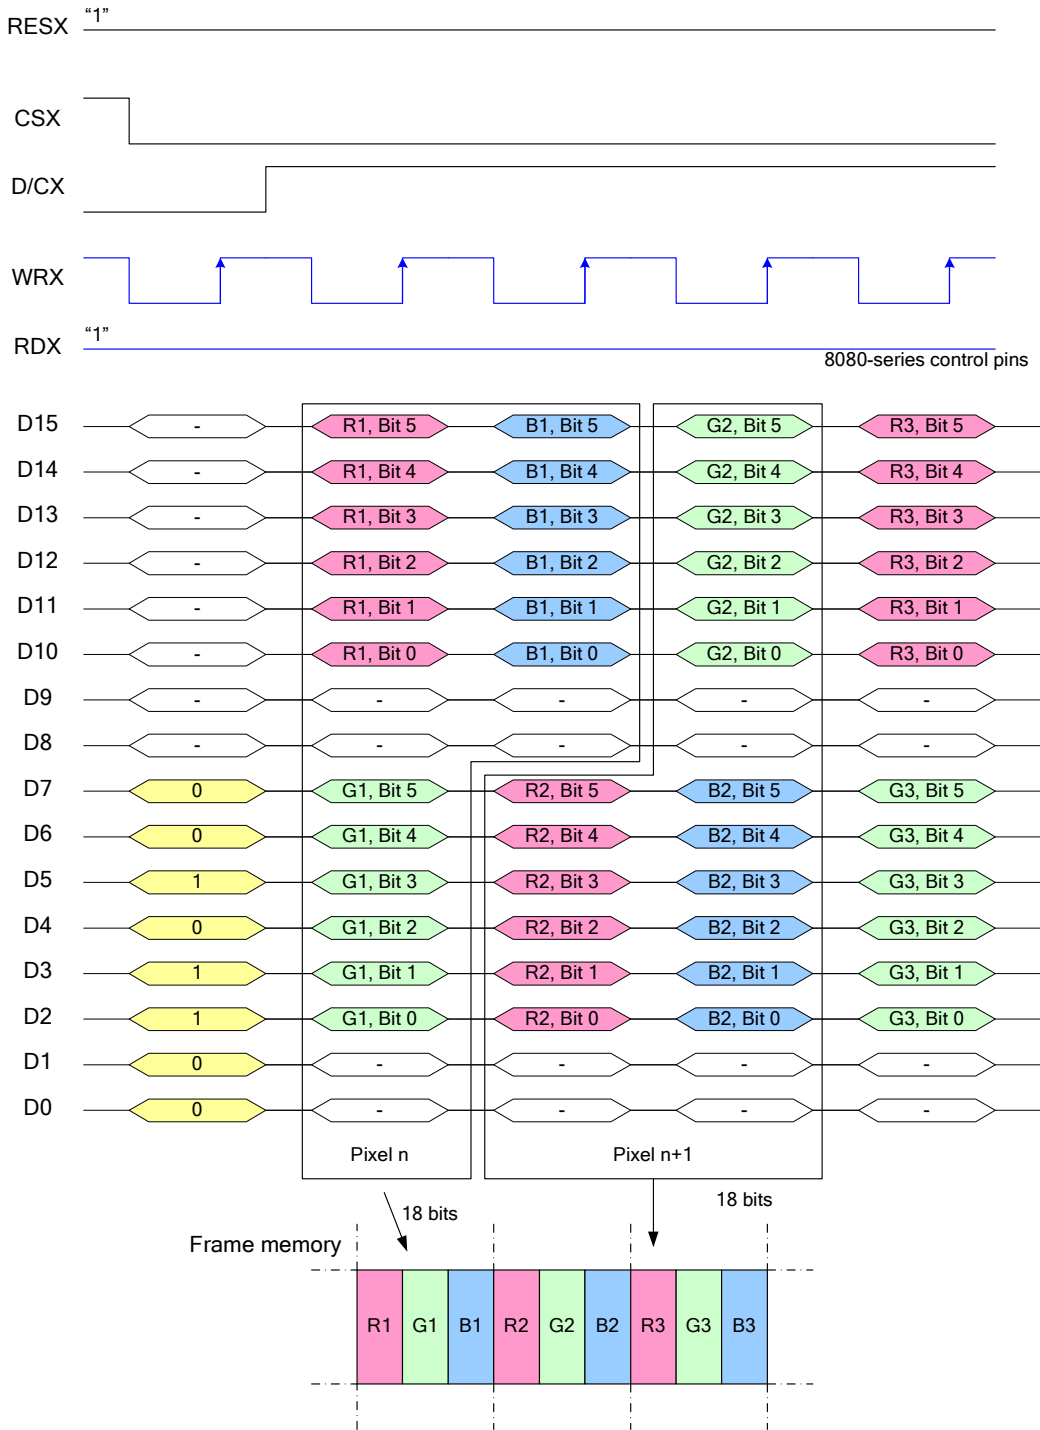 RESX “1”
CSX
D/CX
WRX
RDX “1”
8080-series control pins
D15 - R1, Bit 5 B1, Bit 5 G2, Bit 5 R3, Bit 5
D14 - R1, Bit 4 B1, Bit 4 G2, Bit 4 R3, Bit 4
D13 - R1, Bit 3 B1, Bit 3 G2, Bit 3 R3, Bit 3
D12 - R1, Bit 2 B1, Bit 2 G2, Bit 2 R3, Bit 2
D11 - R1, Bit 1 B1, Bit 1 G2, Bit 1 R3, Bit 1
D10 - R1, Bit 0 B1, Bit 0 G2, Bit 0 R3, Bit 0
D9 - - - - -
D8 - - - - -
D7 0 G1, Bit 5 R2, Bit 5 B2, Bit 5 G3, Bit 5
D6 0 G1, Bit 4 R2, Bit 4 B2, Bit 4 G3, Bit 4
D5 1 G1, Bit 3 R2, Bit 3 B2, Bit 3 G3, Bit 3
D4 0 G1, Bit 2 R2, Bit 2 B2, Bit 2 G3, Bit 2
D3 1 G1, Bit 1 R2, Bit 1 B2, Bit 1 G3, Bit 1
D2 1 G1, Bit 0 R2, Bit 0 B2, Bit 0 G3, Bit 0
D1 0 - - - -
D0 0 - - - -
Pixel n Pixel n+1
18 bits 18 bits
Frame memory
R1 G1 B1 R2 G2 B2 R3 G3 B3